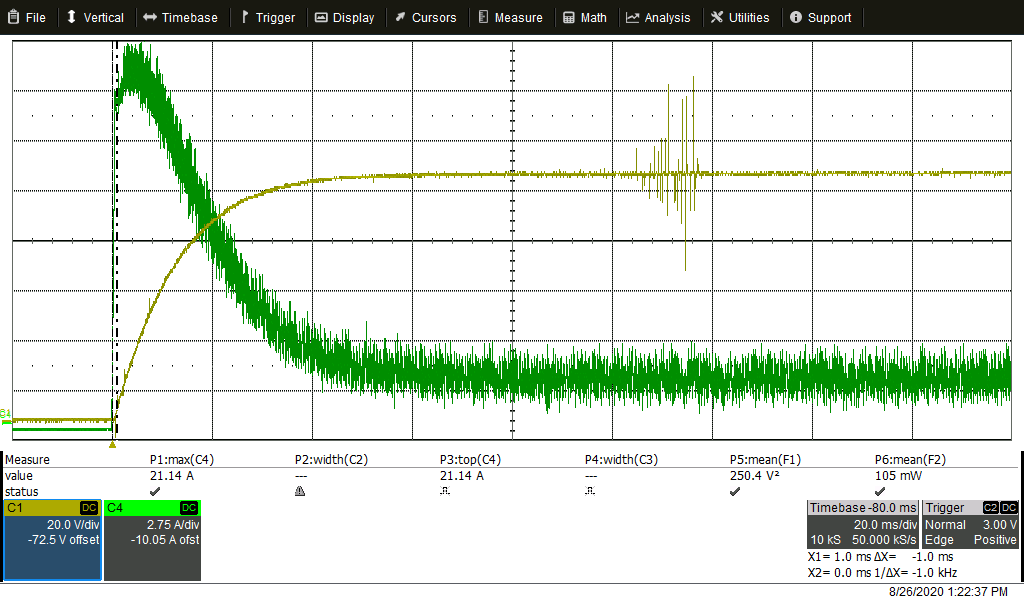 File Vertical Timebase Trigger Display Cursors Measure Math Analysis Utilities Support
Measure P1:max(C4) P2:width(C2) P3:top(C4) P4:width(C3) P5:mean(F1) P6:mean(F2)
value 21.14 A --- 21.14 A --- 250.4 V² 105 mW
status
C1 DC C4 DC Timebase -80.0 ms Trigger C2 DC
20.0 V/div 2.75 A/div 20.0 ms/div Normal 3.00 V
-72.5 V offset -10.05 A ofst 10 kS 50.000 kS/s Edge Positive
X1= 1.0 ms ΔX= -1.0 ms
X2= 0.0 ms 1/ΔX= -1.0 kHz
8/26/2020 1:22:37 PM